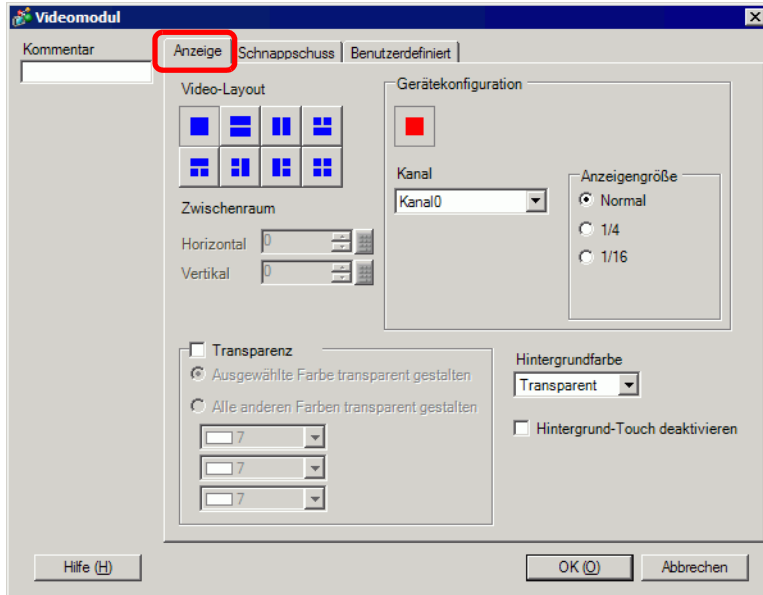 Videomodul
Kommentar
Anzeige
Schnappschuss
Benutzerdefiniert
Video-Layout
Zwischenraum
Horizontal 0
Vertikal 0
Gerätekonfiguration
Kanal
Kanal0
Anzeigengröße
Normal
1/4
1/16
Transparenz
Ausgewählte Farbe transparent gestalten
Alle anderen Farben transparent gestalten
7
7
7
Hintergrundfarbe
Transparent
Hintergrund-Touch deaktivieren
Hilfe (H)
OK (O)
Abbrechen